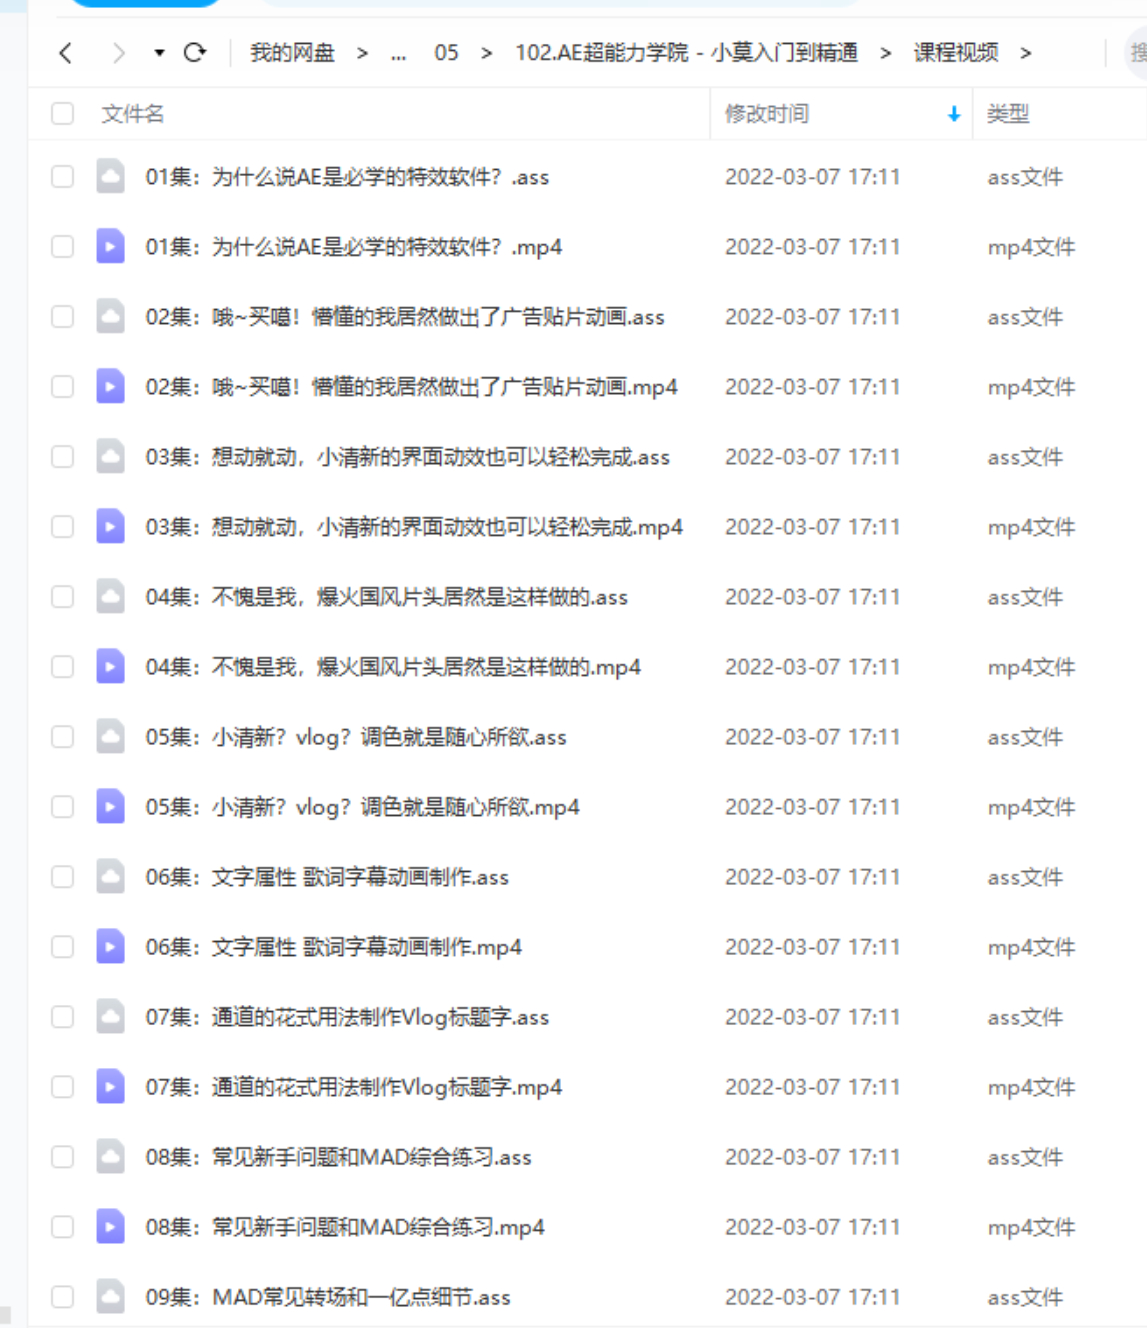 我的网盘 > ... 05 > 102.AE超能力学院 - 小莫入门到精通 > 课程视频 > 搜
文件名 修改时间 类型
01集：为什么说AE是必学的特效软件？.ass 2022-03-07 17:11 ass文件
01集：为什么说AE是必学的特效软件？.mp4 2022-03-07 17:11 mp4文件
02集：哦~买噶！懵懂的我居然做出了广告贴片动画.ass 2022-03-07 17:11 ass文件
02集：哦~买噶！懵懂的我居然做出了广告贴片动画.mp4 2022-03-07 17:11 mp4文件
03集：想动就动，小清新的界面动效也可以轻松完成.ass 2022-03-07 17:11 ass文件
03集：想动就动，小清新的界面动效也可以轻松完成.mp4 2022-03-07 17:11 mp4文件
04集：不愧是我，爆火国风片头居然是这样做的.ass 2022-03-07 17:11 ass文件
04集：不愧是我，爆火国风片头居然是这样做的.mp4 2022-03-07 17:11 mp4文件
05集：小清新？vlog？调色就是随心所欲.ass 2022-03-07 17:11 ass文件
05集：小清新？vlog？调色就是随心所欲.mp4 2022-03-07 17:11 mp4文件
06集：文字属性 歌词字幕动画制作.ass 2022-03-07 17:11 ass文件
06集：文字属性 歌词字幕动画制作.mp4 2022-03-07 17:11 mp4文件
07集：通道的花式用法制作Vlog标题字.ass 2022-03-07 17:11 ass文件
07集：通道的花式用法制作Vlog标题字.mp4 2022-03-07 17:11 mp4文件
08集：常见新手问题和MAD综合练习.ass 2022-03-07 17:11 ass文件
08集：常见新手问题和MAD综合练习.mp4 2022-03-07 17:11 mp4文件
09集：MAD常见转场和一亿点细节.ass 2022-03-07 17:11 ass文件